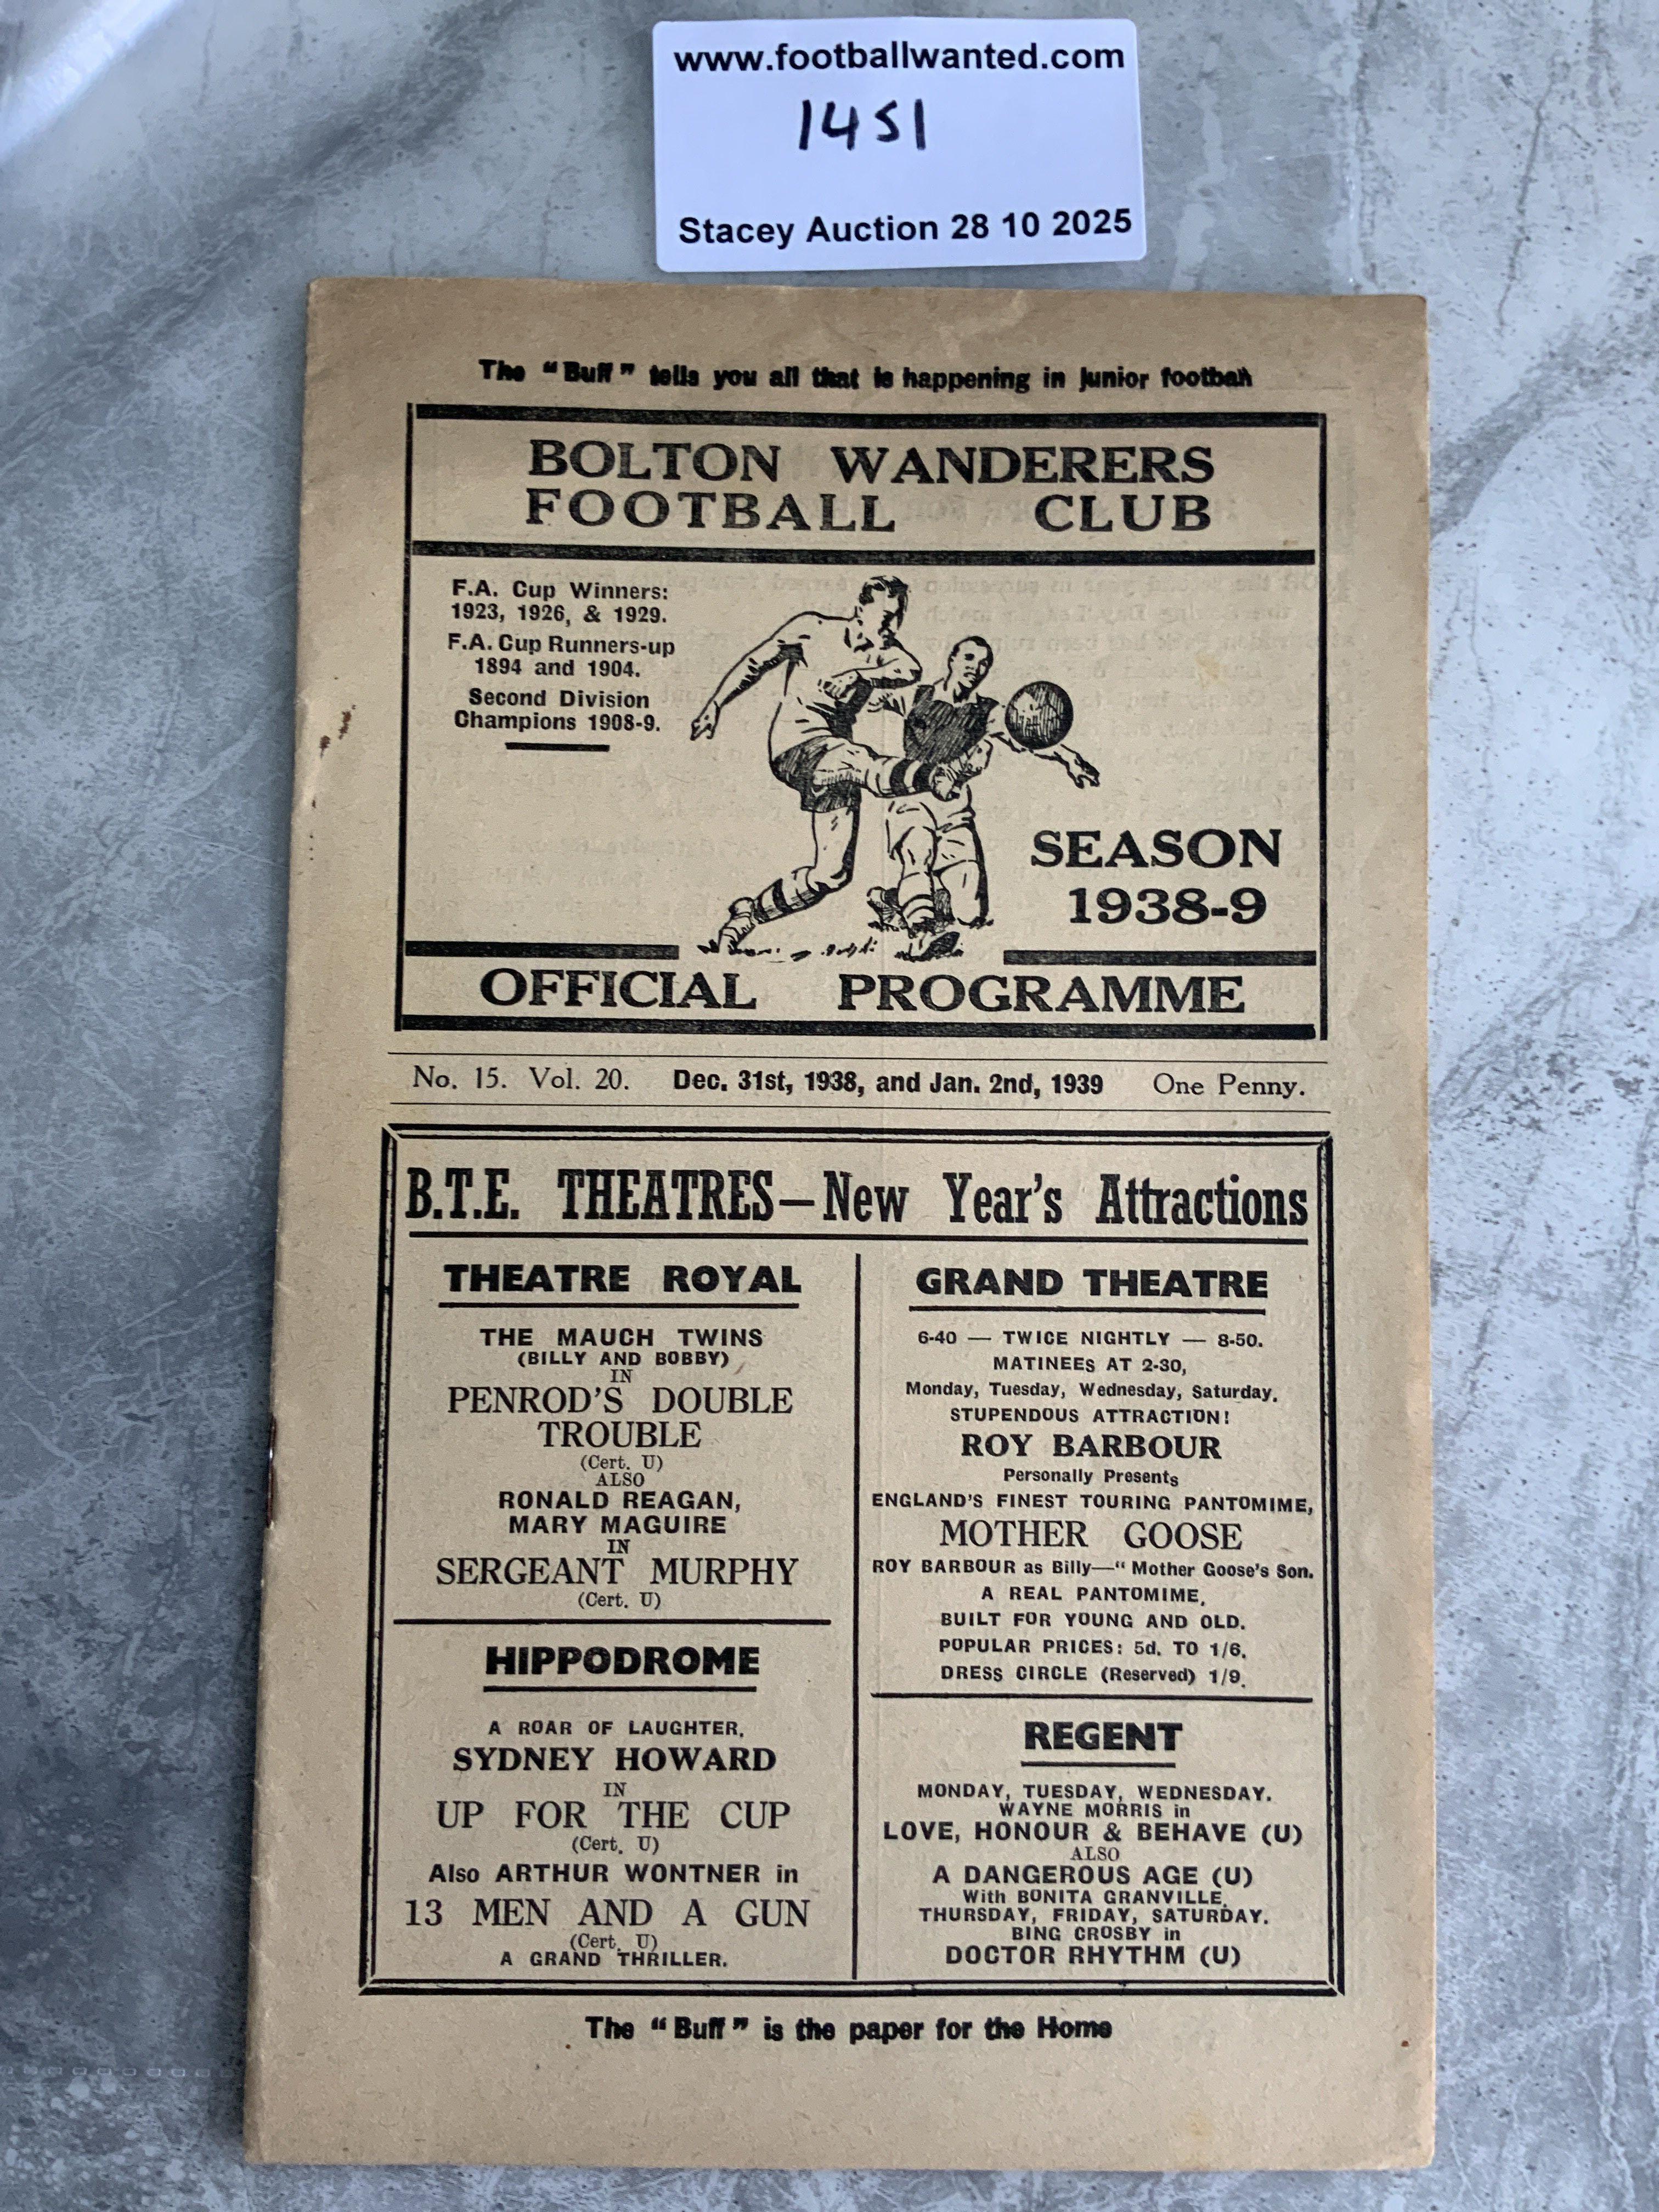 www.footballwanted.com
1451
Stacey Auction 28 10 2025
The "Buff" tells you all that is happening in junior football
BOLTON WANDERERS
FOOTBALL CLUB
F.A. Cup Winners:
1923, 1926, & 1929.
F.A. Cup Runners-up
1894 and 1904.
Second Division
Champions 1908-9.
SEASON
1938-9
OFFICIAL PROGRAMME
No. 15. Vol. 20. Dec. 31st, 1938, and Jan. 2nd, 1939 One Penny.
B.T.E. THEATRES—New Year's Attractions
THEATRE ROYAL
THE MAUCH TWINS
(BILLY AND BOBBY)
IN
PENROD'S DOUBLE
TROUBLE
(Cert. U)
ALSO
RONALD REAGAN,
MARY MAGUIRE
IN
SERGEANT MURPHY
(Cert. U)
HIPPODROME
A ROAR OF LAUGHTER,
SYDNEY HOWARD
IN
UP FOR THE CUP
(Cert. U)
Also ARTHUR WONTNER in
13 MEN AND A GUN
(Cert. U)
A GRAND THRILLER.
GRAND THEATRE
6-40 — TWICE NIGHTLY — 8-50.
MATINEES AT 2-30,
Monday, Tuesday, Wednesday, Saturday.
STUPENDOUS ATTRACTION!
ROY BARBOUR
Personally Presents
ENGLAND'S FINEST TOURING PANTOMIME,
MOTHER GOOSE
ROY BARBOUR as Billy—"Mother Goose's Son.
A REAL PANTOMIME,
BUILT FOR YOUNG AND OLD.
POPULAR PRICES: 5d. TO 1/6.
DRESS CIRCLE (Reserved) 1/9.
REGENT
MONDAY, TUESDAY, WEDNESDAY.
WAYNE MORRIS in
LOVE, HONOUR & BEHAVE (U)
ALSO
A DANGEROUS AGE (U)
With BONITA GRANVILLE.
THURSDAY, FRIDAY, SATURDAY.
BING CROSBY in
DOCTOR RHYTHM (U)
The "Buff" is the paper for the Home